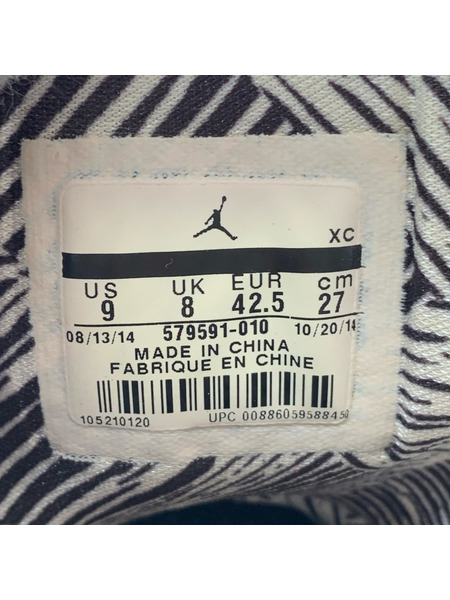 XC
US UK EUR cm
9 8 42.5 27
08/13/14 579591-010 10/20/14
MADE IN CHINA
FABRIQUE EN CHINE
105210120 UPC 00886059588450